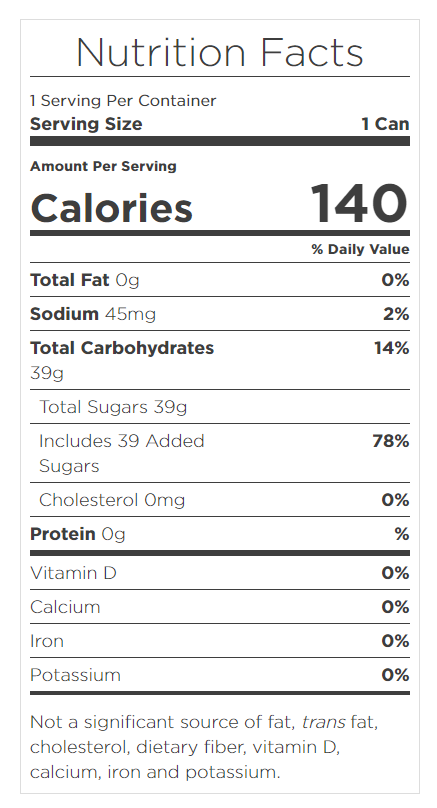 Nutrition Facts
1 Serving Per Container
Serving Size 1 Can
Amount Per Serving
Calories 140
% Daily Value
Total Fat 0g 0%
Sodium 45mg 2%
Total Carbohydrates 14%
39g
Total Sugars 39g
Includes 39 Added 78%
Sugars
Cholesterol 0mg 0%
Protein 0g %
Vitamin D 0%
Calcium 0%
Iron 0%
Potassium 0%
Not a significant source of fat, trans fat,
cholesterol, dietary fiber, vitamin D,
calcium, iron and potassium.